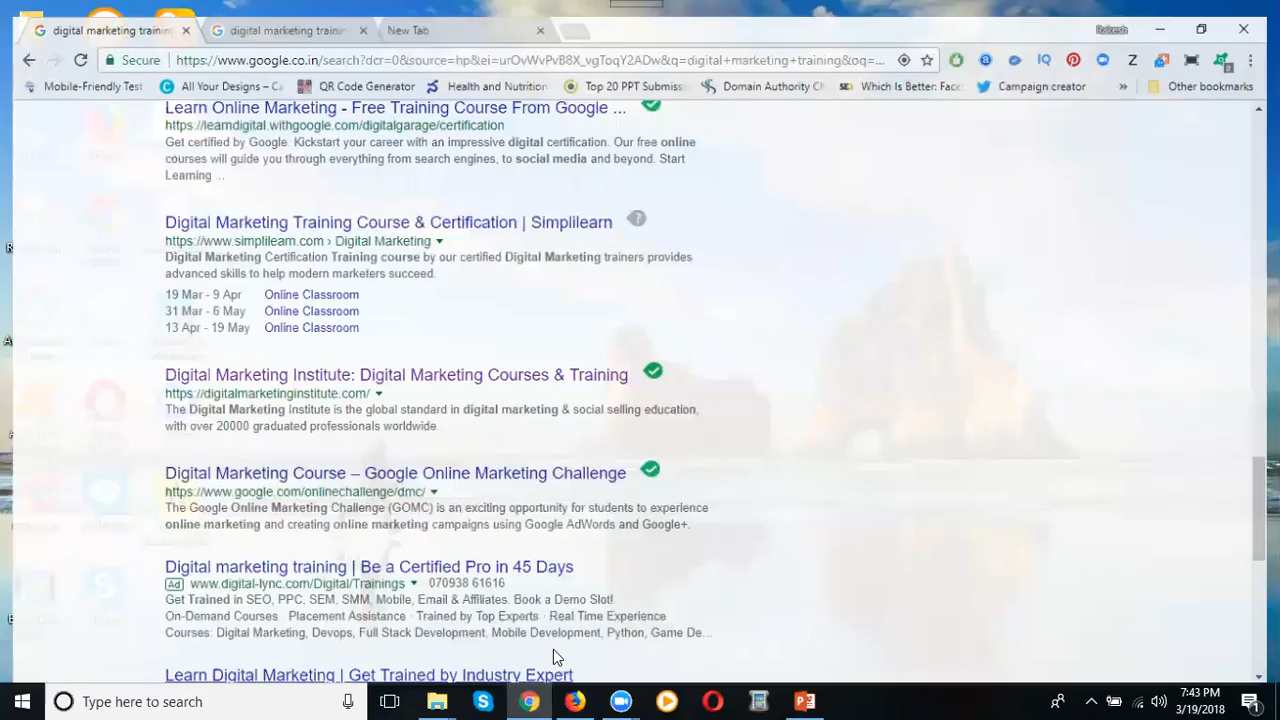 digital marketing trainin
digital marketing trainin
New Tab
Rakesh
Secure
https://www.google.co.in/search?dcr=0&source=hp&ei=urOvWvPvB8X_vgToqY2ADw&q=digital+marketing+training&oq=...
Mobile-Friendly Test
All Your Designs – Ca
QR Code Generator
Health and Nutrition
Top 20 PPT Submiss
Domain Authority Ch
Which Is Better: Face
Campaign creator
»
Other bookmarks
Learn Online Marketing - Free Training Course From Google ...
https://learndigital.withgoogle.com/digitalgarage/certification
Get certified by Google. Kickstart your career with an impressive digital certification. Our free online
courses will guide you through everything from search engines, to social media and beyond. Start
Learning ...
Digital Marketing Training Course & Certification | Simplilearn
https://www.simplilearn.com › Digital Marketing
Digital Marketing Certification Training course by our certified Digital Marketing trainers provides
advanced skills to help modern marketers succeed.
19 Mar - 9 Apr Online Classroom
31 Mar - 6 May Online Classroom
13 Apr - 19 May Online Classroom
Digital Marketing Institute: Digital Marketing Courses & Training
https://digitalmarketinginstitute.com/
The Digital Marketing Institute is the global standard in digital marketing & social selling education,
with over 20000 graduated professionals worldwide.
Digital Marketing Course – Google Online Marketing Challenge
https://www.google.com/onlinechallenge/dmc/
The Google Online Marketing Challenge (GOMC) is an exciting opportunity for students to experience
online marketing and creating online marketing campaigns using Google AdWords and Google+.
Digital marketing training | Be a Certified Pro in 45 Days
Ad www.digital-lync.com/Digital/Trainings 070938 61616
Get Trained in SEO, PPC, SEM, SMM, Mobile, Email & Affiliates. Book a Demo Slot!
On-Demand Courses · Placement Assistance · Trained by Top Experts · Real Time Experience
Courses: Digital Marketing, Devops, Full Stack Development, Mobile Development, Python, Game De...
Learn Digital Marketing | Get Trained by Industry Expert
Type here to search
7:43 PM
3/19/2018